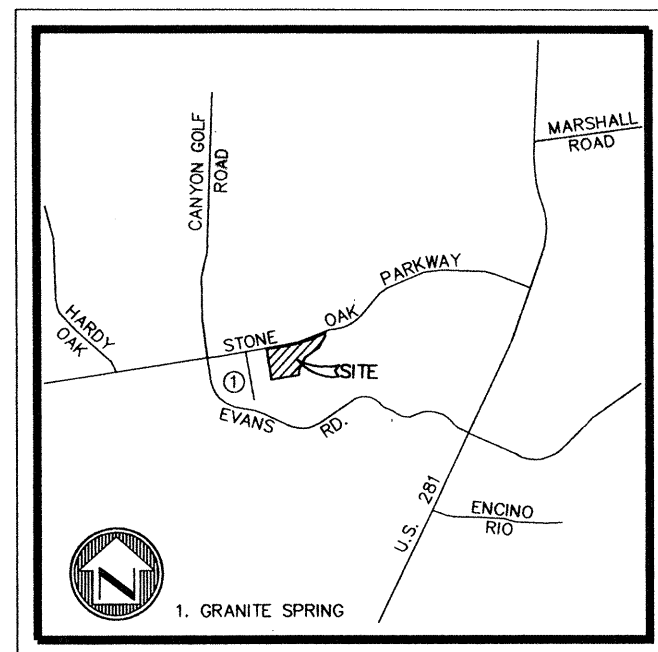 MARSHALL
ROAD
CANYON GOLF
ROAD
PARKWAY
HARDY
OAK
STONE
OAK
SITE
1
EVANS
RD.
U.S. 281
ENCINO
RIO
N
1. GRANITE SPRING